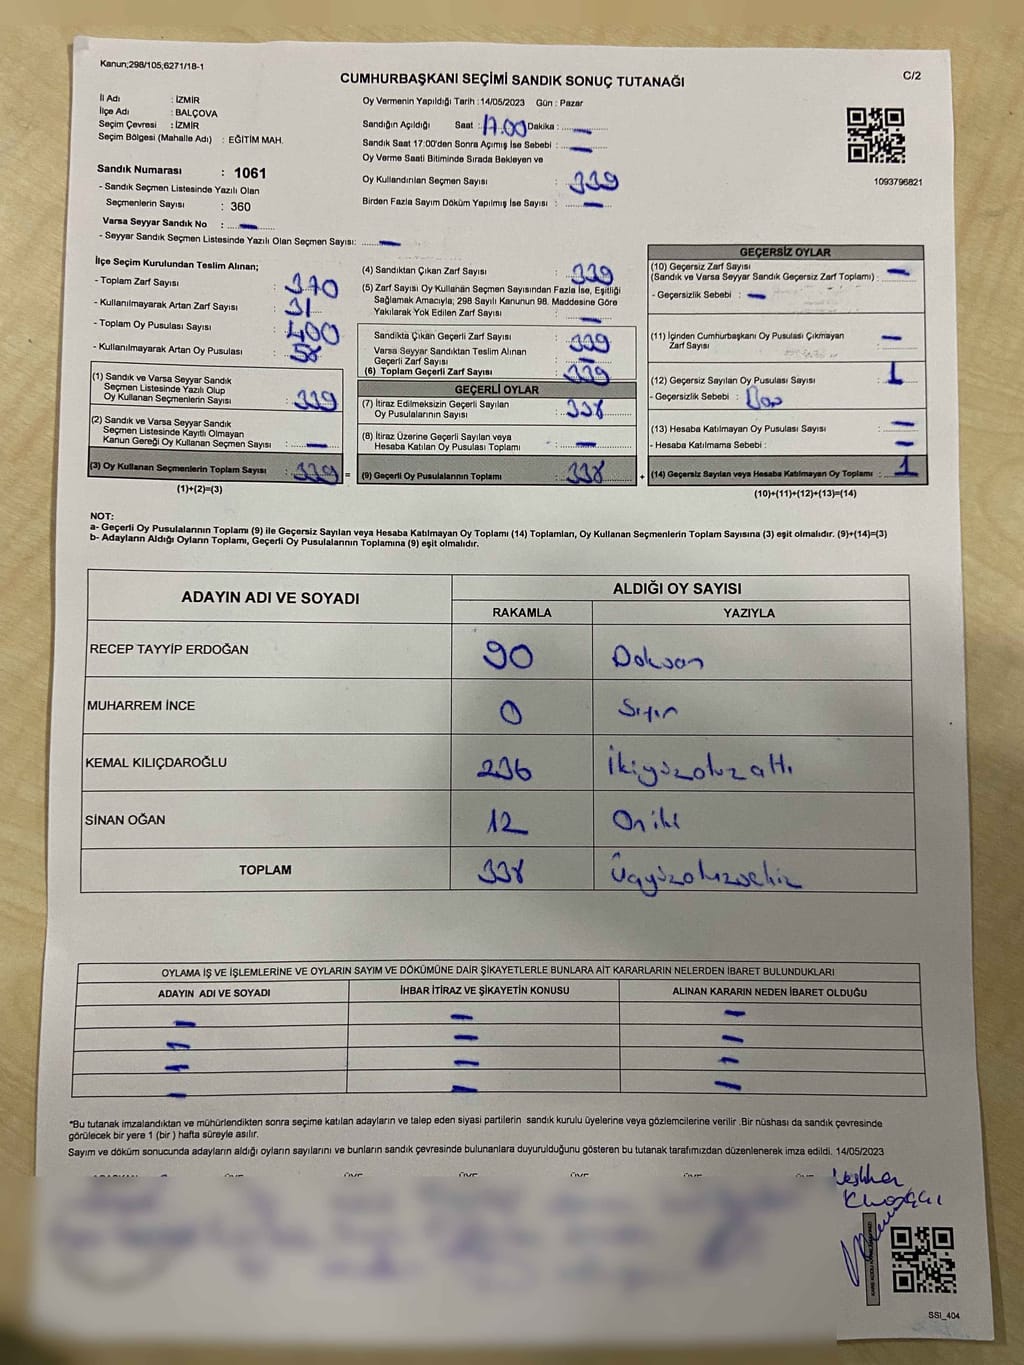 Kanun;298/105,6271/18-1
CUMHURBAŞKANI SEÇİMİ SANDIK SONUÇ TUTANAĞI
C/2
İl Adı : İZMİR
İlçe Adı : BALÇOVA
Seçim Çevresi : İZMİR
Seçim Bölgesi (Mahalle Adı) : EĞİTİM MAH.
Oy Vermenin Yapıldığı Tarih :14/05/2023 Gün : Pazar
Sandığın Açıldığı Saat : 17.00 Dakika : —
Sandık Saat 17:00'den Sonra Açımış İse Sebebi : —
Oy Verme Saati Bitiminde Sırada Bekleyen ve
Oy Kullandırılan Seçmen Sayısı : 339
Birden Fazla Sayım Döküm Yapılmış İse Sayısı : —
1093796821
Sandık Numarası : 1061
- Sandık Seçmen Listesinde Yazılı Olan
Seçmenlerin Sayısı : 360
Varsa Seyyar Sandık No : —
- Seyyar Sandık Seçmen Listesinde Yazılı Olan Seçmen Sayısı: —
İlçe Seçim Kurulundan Teslim Alınan;
- Toplam Zarf Sayısı : 370
- Kullanılmayarak Artan Zarf Sayısı : 31
- Toplam Oy Pusulası Sayısı : 400
- Kullanılmayarak Artan Oy Pusulası :
(1) Sandık ve Varsa Seyyar Sandık
Seçmen Listesinde Yazılı Olup
Oy Kullanan Seçmenlerin Sayısı : 339
(2) Sandık ve Varsa Seyyar Sandık
Seçmen Listesinde Kayıtlı Olmayan
Kanun Gereği Oy Kullanan Seçmen Sayısı : —
(3) Oy Kullanan Seçmenlerin Toplam Sayısı : 339 =
(1)+(2)=(3)
(4) Sandıktan Çıkan Zarf Sayısı : 339
(5) Zarf Sayısı Oy Kullanan Seçmen Sayısından Fazla İse, Eşitliği
Sağlamak Amacıyla; 298 Sayılı Kanunun 98. Maddesine Göre
Yakılarak Yok Edilen Zarf Sayısı : —
Sandıkta Çıkan Geçerli Zarf Sayısı : 339
Varsa Seyyar Sandıktan Teslim Alınan
Geçerli Zarf Sayısı : —
(6) Toplam Geçerli Zarf Sayısı : 339
GEÇERLİ OYLAR
(7) İtiraz Edilmeksizin Geçerli Sayılan
Oy Pusulalarının Sayısı : 338
(8) İtiraz Üzerine Geçerli Sayılan veya
Hesaba Katılan Oy Pusulası Toplamı : —
(9) Geçerli Oy Pusulalarının Toplamı : 338 +
GEÇERSİZ OYLAR
(10) Geçersiz Zarf Sayısı
(Sandık ve Varsa Seyyar Sandık Geçersiz Zarf Toplamı) : —
- Geçersizlik Sebebi : —
(11) İçinden Cumhurbaşkanı Oy Pusulası Çıkmayan
Zarf Sayısı : —
(12) Geçersiz Sayılan Oy Pusulası Sayısı : 1
- Geçersizlik Sebebi : Boş
(13) Hesaba Katılmayan Oy Pusulası Sayısı : —
- Hesaba Katılmama Sebebi : —
(14) Geçersiz Sayılan veya Hesaba Katılmayan Oy Toplamı : 1
(10)+(11)+(12)+(13)=(14)
NOT:
a- Geçerli Oy Pusulalarının Toplamı (9) ile Geçersiz Sayılan veya Hesaba Katılmayan Oy Toplamı (14) Toplamları, Oy Kullanan Seçmenlerin Toplam Sayısına (3) eşit olmalıdır. (9)+(14)=(3)
b- Adayların Aldığı Oyların Toplamı, Geçerli Oy Pusulalarının Toplamına (9) eşit olmalıdır.
ADAYIN ADI VE SOYADI
ALDIĞI OY SAYISI
RAKAMLA YAZIYLA
RECEP TAYYİP ERDOĞAN 90 Doksan
MUHARREM İNCE 0 Sıfır
KEMAL KILIÇDAROĞLU 236 İkiyüzotuzaltı
SİNAN OĞAN 12 Oniki
TOPLAM 338 Üçyüzotuzsekiz
OYLAMA İŞ VE İŞLEMLERİNE VE OYLARIN SAYIM VE DÖKÜMÜNE DAİR ŞİKAYETLERLE BUNLARA AİT KARARLARIN NELERDEN İBARET BULUNDUKLARI
ADAYIN ADI VE SOYADI İHBAR İTİRAZ VE ŞİKAYETİN KONUSU ALINAN KARARIN NEDEN İBARET OLDUĞU
— — —
— — —
— — —
— — —
*Bu tutanak imzalandıktan ve mühürlendikten sonra seçime katılan adayların ve talep eden siyasi partilerin sandık kurulu üyelerine veya gözlemcilerine verilir .Bir nüshası da sandık çevresinde
görülecek bir yere 1 (bir ) hafta süreyle asılır.
Sayım ve döküm sonucunda adayların aldığı oyların sayılarını ve bunların sandık çevresinde bulunanlara duyurulduğunu gösteren bu tutanak tarafımızdan düzenlenerek imza edildi. 14/05/2023
SSI_404